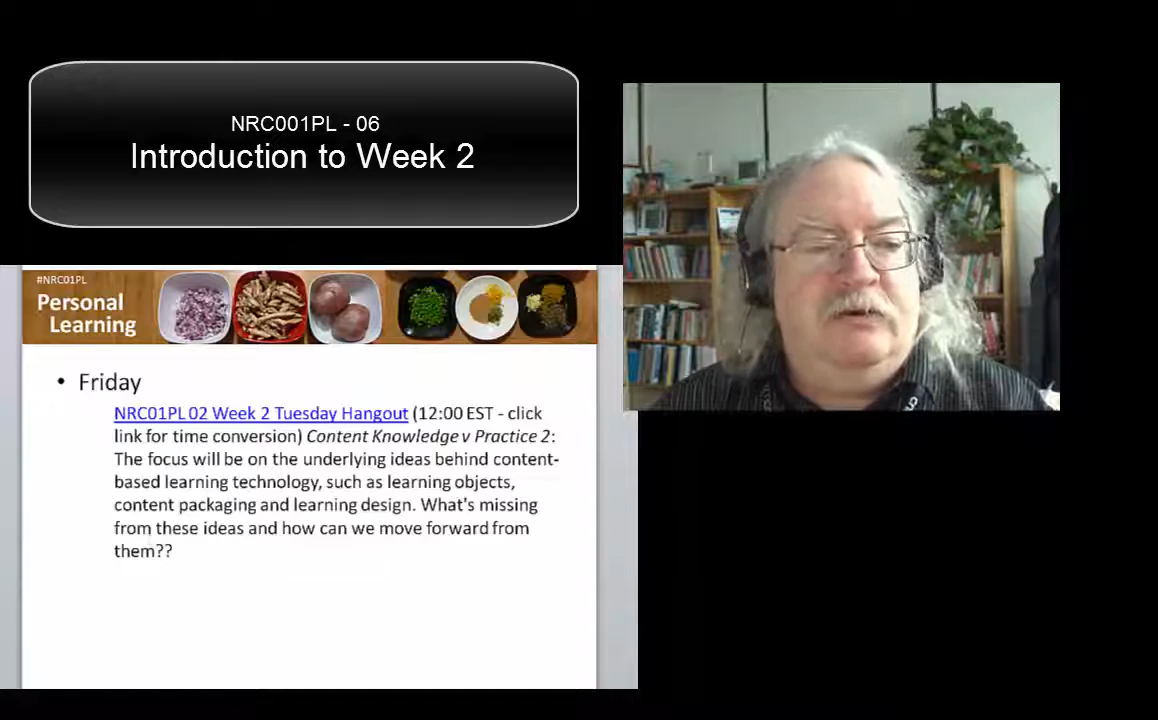 NRC001PL - 06
Introduction to Week 2
#NRC01PL
Personal
Learning
• Friday
NRC01PL 02 Week 2 Tuesday Hangout (12:00 EST - click
link for time conversion) Content Knowledge v Practice 2:
The focus will be on the underlying ideas behind content-
based learning technology, such as learning objects,
content packaging and learning design. What's missing
from these ideas and how can we move forward from
them??